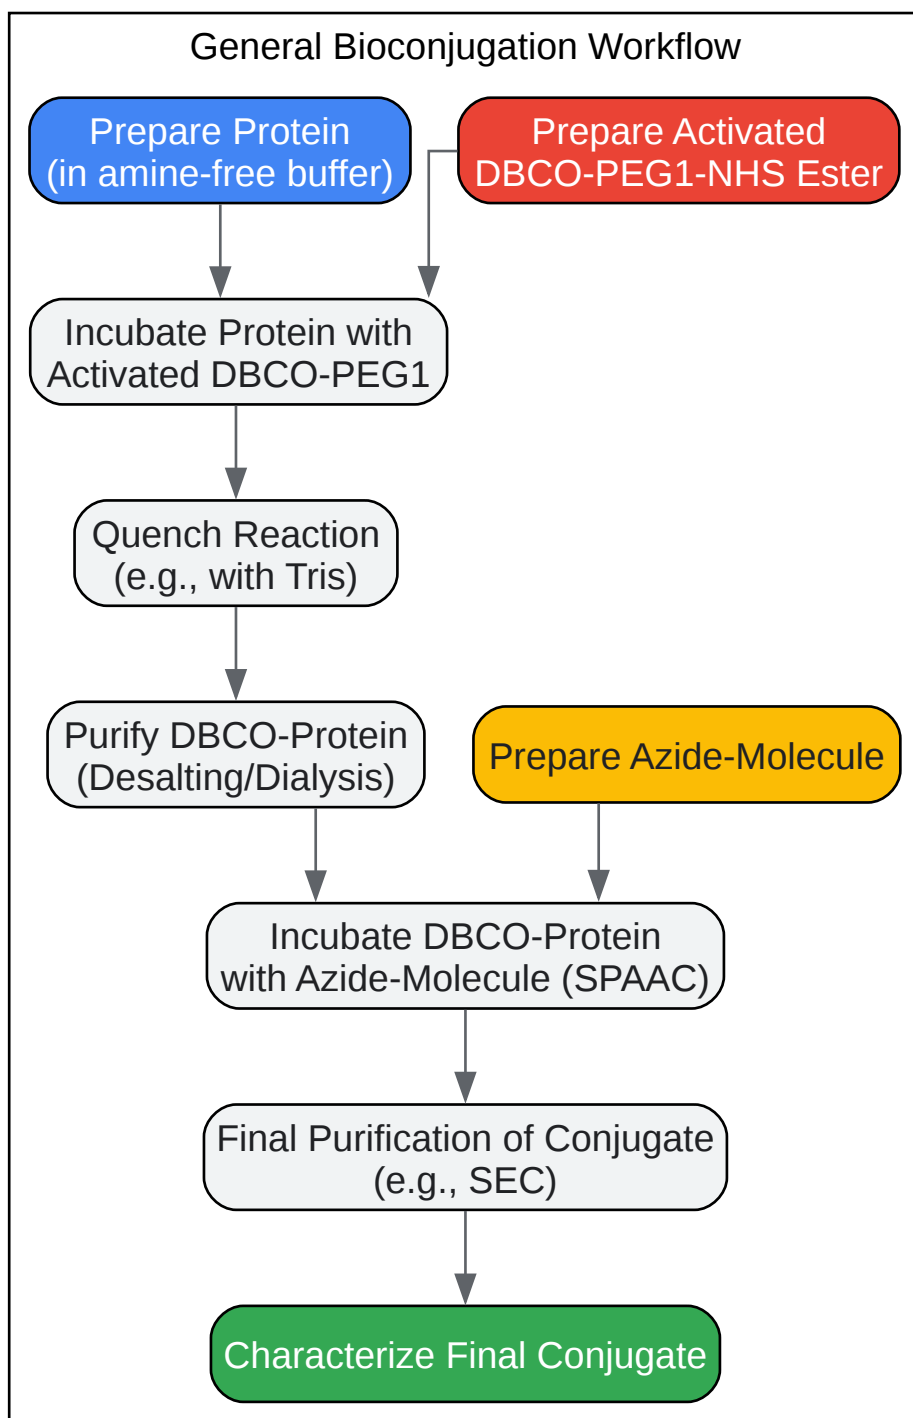 General Bioconjugation Workflow
Prepare Protein
(in amine-free buffer)
Prepare Activated
DBCO-PEG1-NHS Ester
Incubate Protein with
Activated DBCO-PEG1
Quench Reaction
(e.g., with Tris)
Purify DBCO-Protein
(Desalting/Dialysis)
Prepare Azide-Molecule
Incubate DBCO-Protein
with Azide-Molecule (SPAAC)
Final Purification of Conjugate
(e.g., SEC)
Characterize Final Conjugate